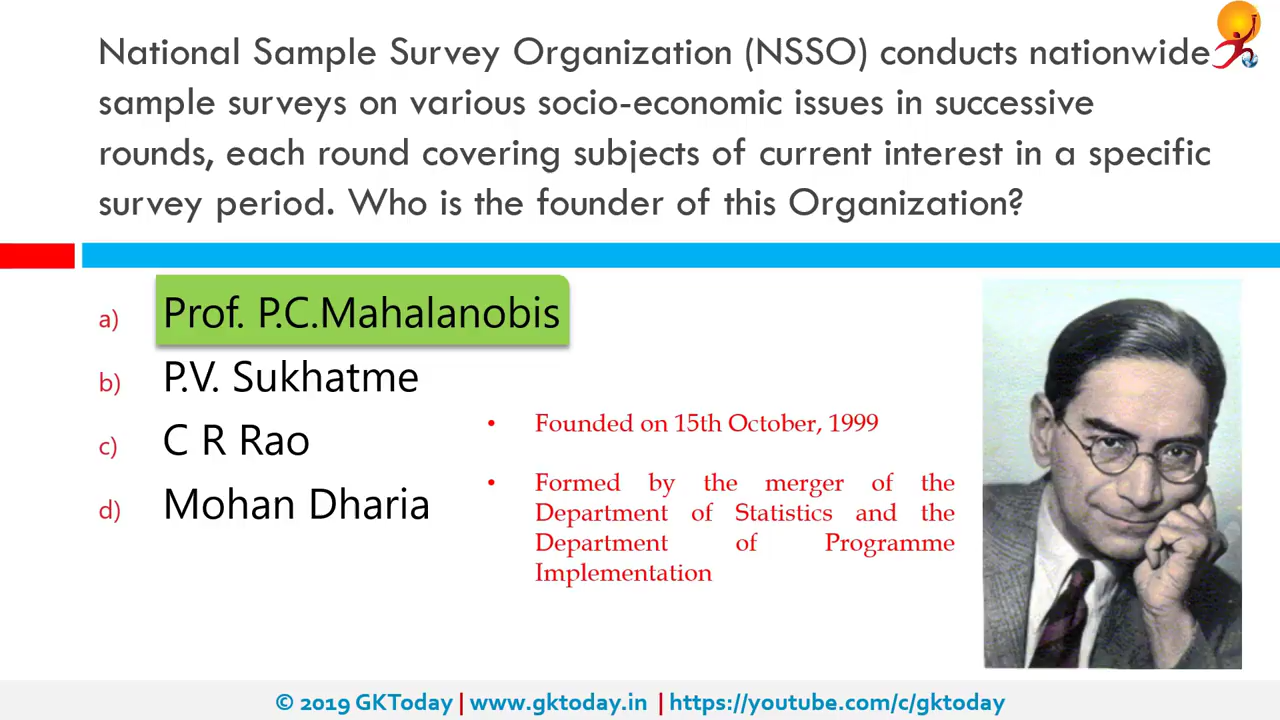 National Sample Survey Organization (NSSO) conducts nationwide
sample surveys on various socio-economic issues in successive
rounds, each round covering subjects of current interest in a specific
survey period. Who is the founder of this Organization?
a) Prof. P.C.Mahalanobis
b) P.V. Sukhatme
c) C R Rao
d) Mohan Dharia
• Founded on 15th October, 1999
• Formed by the merger of the
Department of Statistics and the
Department of Programme
Implementation
© 2019 GKToday | www.gktoday.in | https://youtube.com/c/gktoday